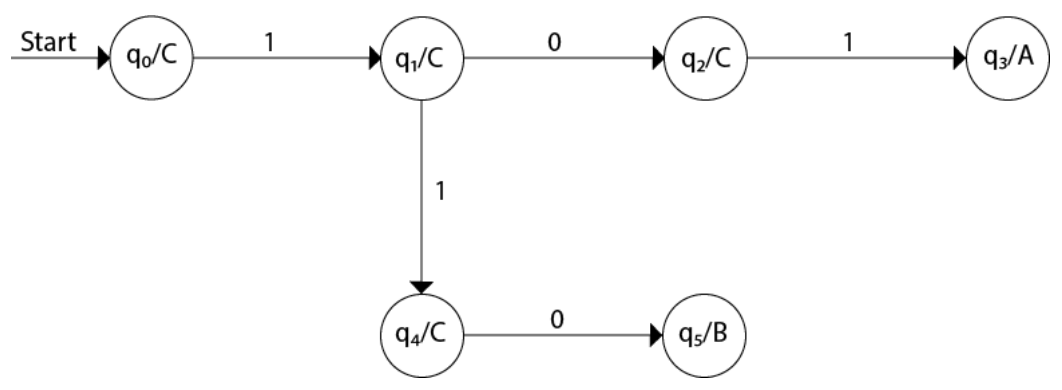 Start
q₀/C
1
q₁/C
0
q₂/C
1
q₃/A
1
q₄/C
0
q₅/B